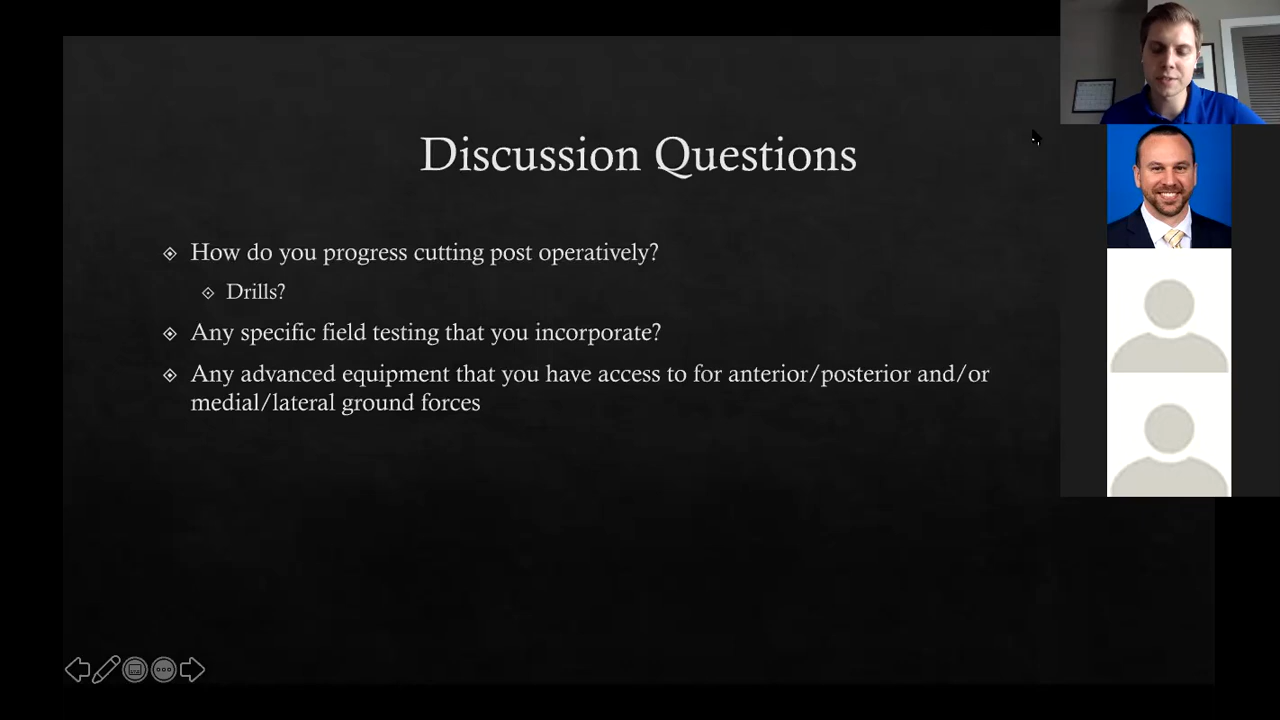 Discussion Questions
How do you progress cutting post operatively?
Drills?
Any specific field testing that you incorporate?
Any advanced equipment that you have access to for anterior/posterior and/or
medial/lateral ground forces